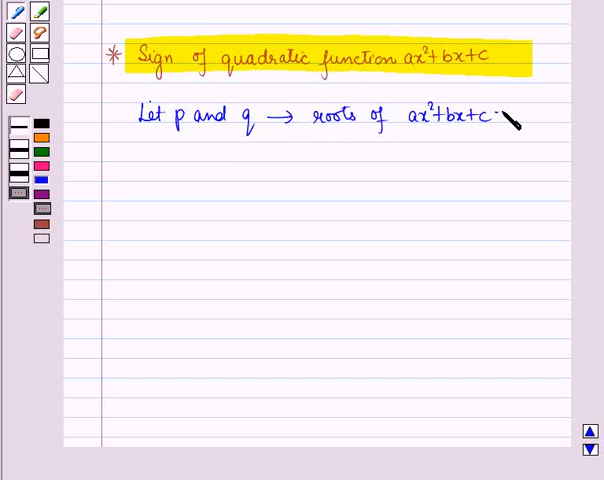 * Sign of quadratic function ax²+bx+c
Let p and q → roots of ax²+bx+c -